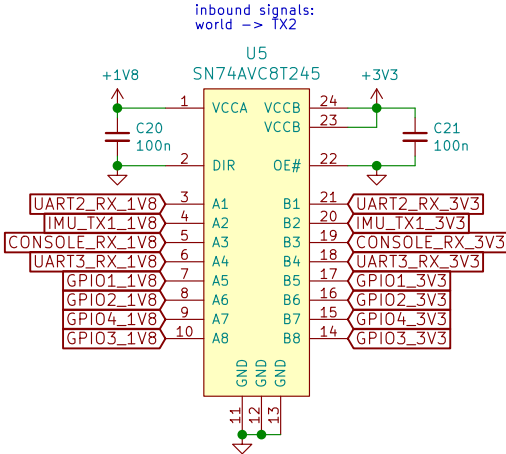 inbound signals:
world -> TX2
U5
SN74AVC8T245
+1V8
+3V3
1 VCCA VCCB 24
VCCB 23
C20
100n
C21
100n
2 DIR OE# 22
UART2_RX_1V8 3 A1 B1 21 UART2_RX_3V3
IMU_TX1_1V8 4 A2 B2 20 IMU_TX1_3V3
CONSOLE_RX_1V8 5 A3 B3 19 CONSOLE_RX_3V3
UART3_RX_1V8 6 A4 B4 18 UART3_RX_3V3
GPIO1_1V8 7 A5 B5 17 GPIO1_3V3
GPIO2_1V8 8 A6 B6 16 GPIO2_3V3
GPIO4_1V8 9 A7 B7 15 GPIO4_3V3
GPIO3_1V8 10 A8 B8 14 GPIO3_3V3
GND GND GND
11 12 13